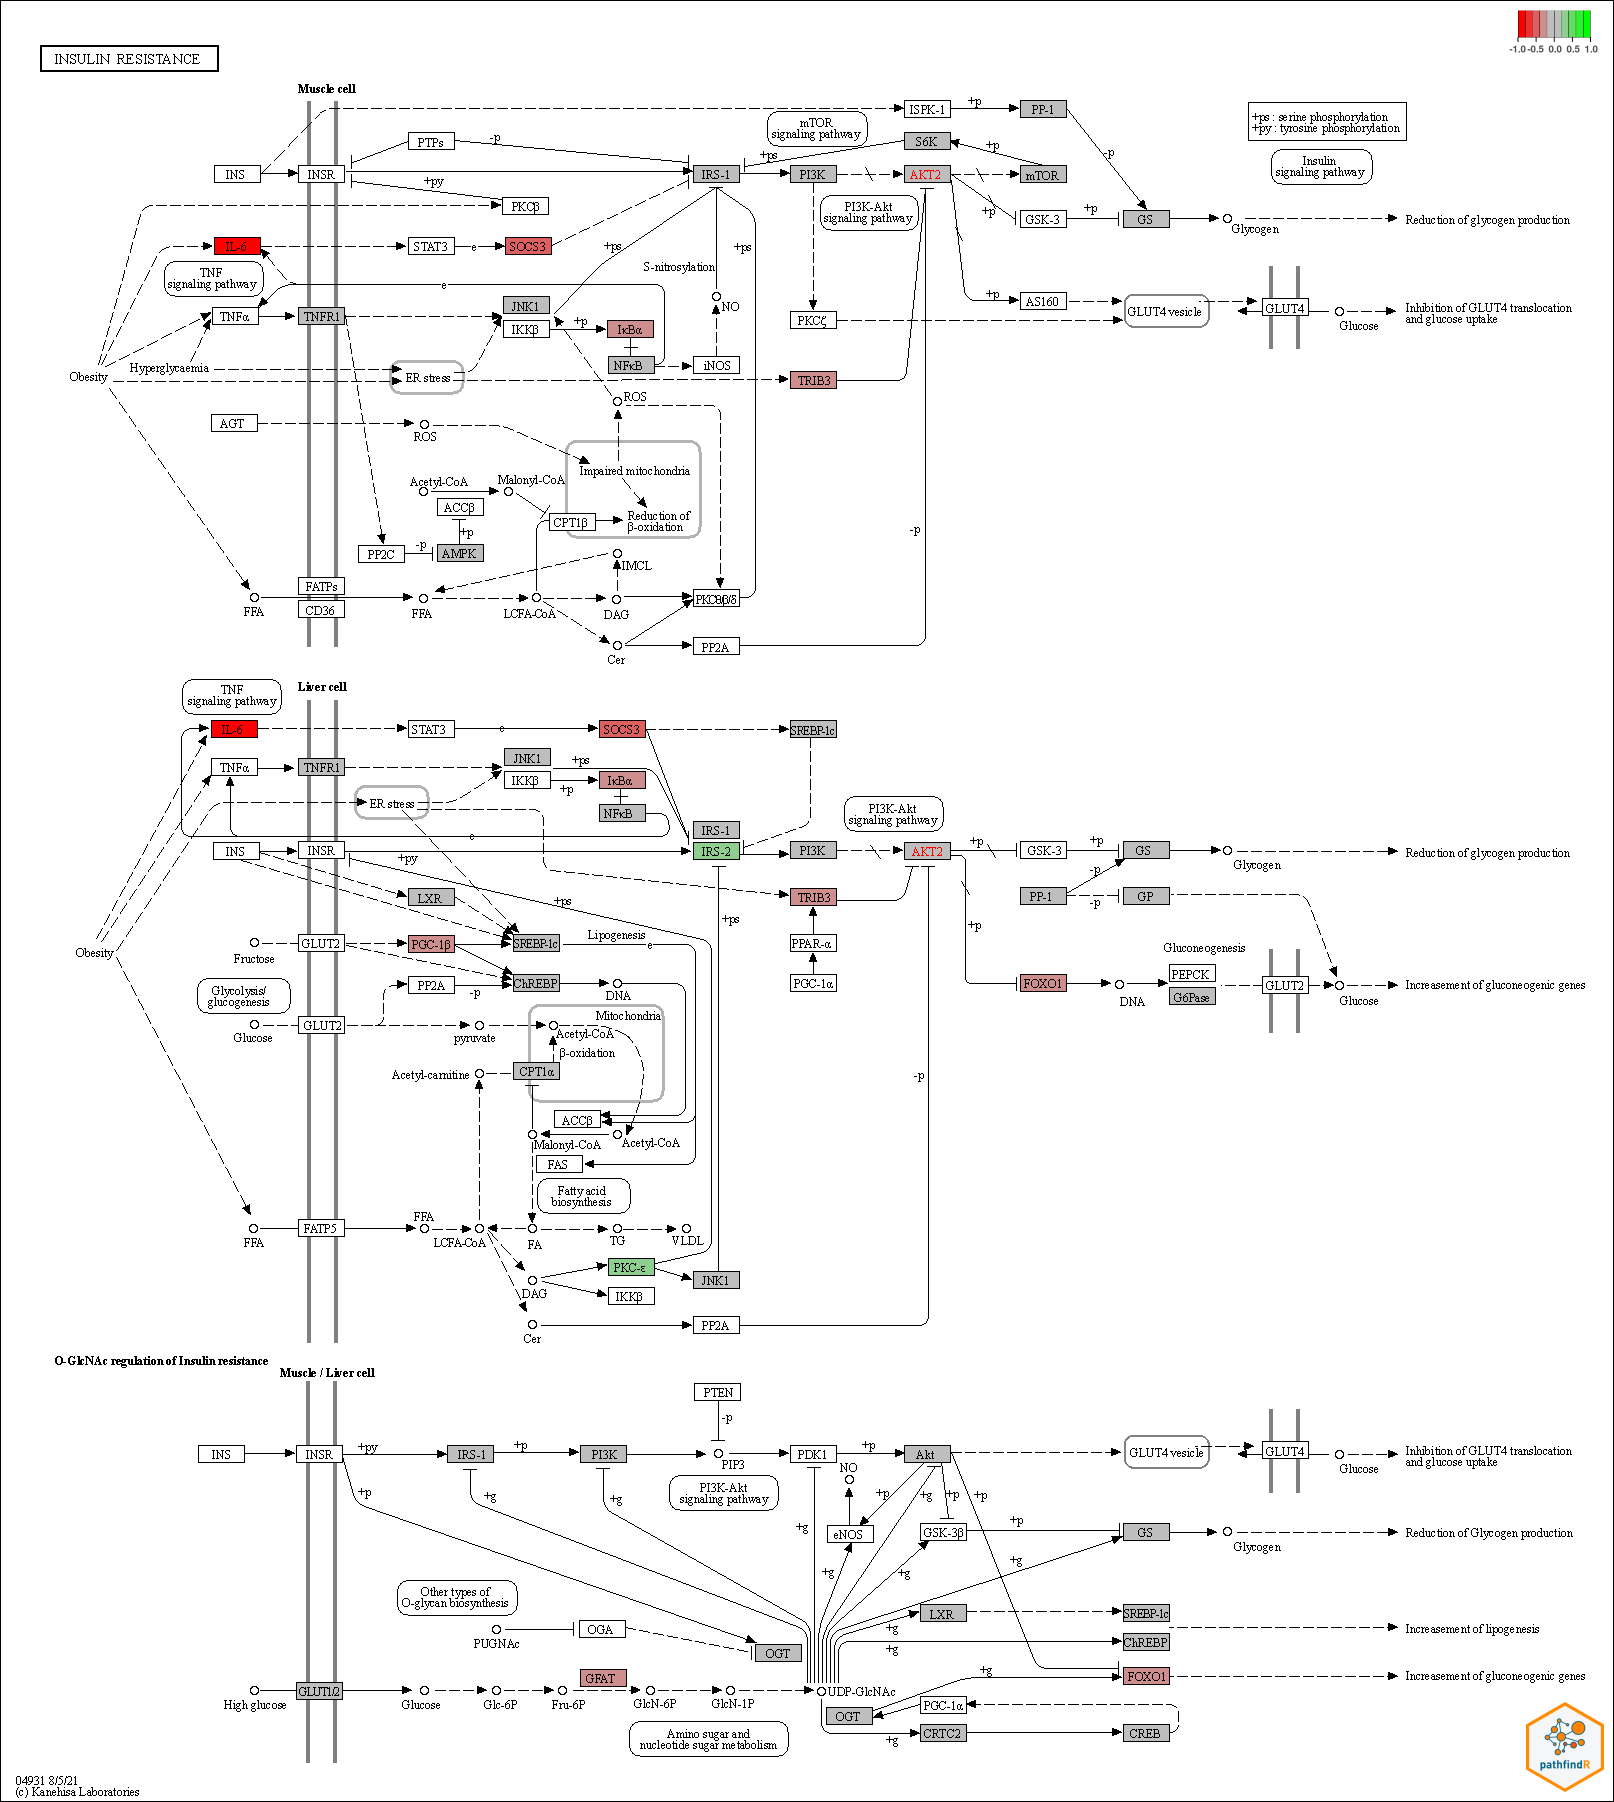 -1.0 -0.5 0.0 0.5 1.0
INSULIN RESISTANCE
Muscle cell
ISPK-1
+p
PP-1
+ps : serine phosphorylation
+py : tyrosine phosphorylation
mTOR
signaling pathway
PTPs
-p
S6K
+p
-p
+ps
Insulin
signaling pathway
INS
INSR
IRS-1
PI3K
AKT2
mTOR
+py
PKCβ
PI3K-Akt
signaling pathway
+p
GSK-3
+p
GS
Glycogen
Reduction of glycogen production
IL-6
STAT3
e
SOCS3
+ps
+ps
TNF
signaling pathway
S-nitrosylation
e
NO
+p
AS160
GLUT4 vesicle
GLUT4
Glucose
Inhibition of GLUT4 translocation
and glucose uptake
TNFα
TNFR1
JNK1
IKKβ
+p
IκBα
PKCζ
NFκB
iNOS
Hyperglycaemia
Obesity
ER stress
TRIB3
ROS
AGT
ROS
Impaired mitochondria
Acetyl-CoA
Malonyl-CoA
ACCβ
CPT1β
Reduction of
β-oxidation
+p
-p
PP2C
-p
AMPK
IMCL
FATPs
FFA
CD36
FFA
LCFA-CoA
DAG
PKCθβ/δ
Cer
PP2A
TNF
signaling pathway
Liver cell
IL-6
STAT3
e
SOCS3
SREBP-1c
TNFα
TNFR1
JNK1
+ps
IKKβ
+p
IκBα
ER stress
NFκB
PI3K-Akt
signaling pathway
e
IRS-1
INS
INSR
+py
IRS-2
PI3K
AKT2
+p
GSK-3
+p
GS
Glycogen
Reduction of glycogen production
LXR
+ps
+ps
TRIB3
+p
PP-1
-p
-p
GP
Obesity
Fructose
GLUT2
PGC-1β
SREBP-1c
Lipogenesis
e
PPAR-α
Gluconeogenesis
Glycolysis/
glucogenesis
PP2A
-p
ChREBP
DNA
PGC-1α
FOXO1
DNA
PEPCK
G6Pase
GLUT2
Glucose
Increasement of gluconeogenic genes
Glucose
GLUT2
pyruvate
Mitochondria
Acetyl-CoA
β-oxidation
Acetyl-carnitine
CPT1α
-p
ACCβ
Malonyl-CoA
Acetyl-CoA
FAS
Fatty acid
biosynthesis
FFA
FATP5
FFA
LCFA-CoA
FA
TG
VLDL
PKC-ε
DAG
JNK1
IKKβ
Cer
PP2A
O-GlcNAc regulation of Insulin resistance
Muscle / Liver cell
PTEN
-p
INS
INSR
+py
IRS-1
+p
PI3K
PIP3
PDK1
+p
Akt
GLUT4 vesicle
GLUT4
Glucose
Inhibition of GLUT4 translocation
and glucose uptake
NO
PI3K-Akt
signaling pathway
+p
+g
+g
+p
+g
+p
+p
+g
eNOS
GSK-3β
+p
GS
Glycogen
Reduction of Glycogen production
+g
+g
+g
Other types of
O-glycan biosynthesis
PUGNAc
OGA
OGT
LXR
SREBP-1c
+g
+g
ChREBP
Increasement of lipogenesis
High glucose
GLUT1/2
Glucose
Glc-6P
Fru-6P
GFAT
GlcN-6P
GlcN-1P
UDP-GlcNAc
+g
FOXO1
Increasement of gluconeogenic genes
OGT
PGC-1α
+g
CRTC2
CREB
Amino sugar and
nucleotide sugar metabolism
pathfindR
04931 8/5/21
(c) Kanehisa Laboratories